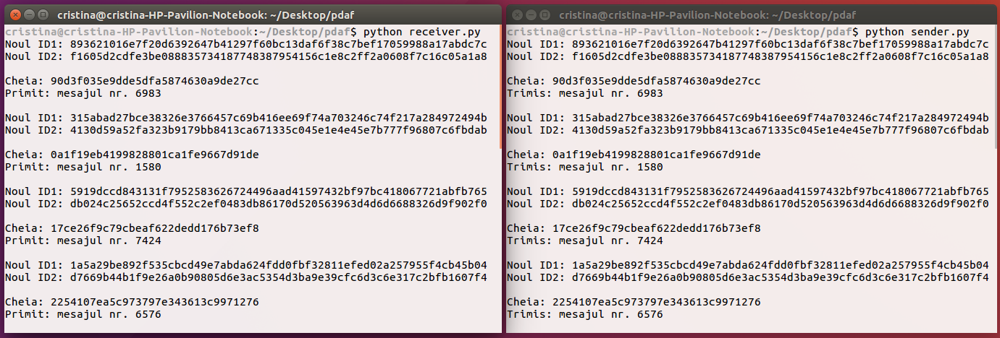 cristina@cristina-HP-Pavilion-Notebook: ~/Desktop/pdaf
cristina@cristina-HP-Pavilion-Notebook:~/Desktop/pdaf$ python receiver.py
Noul ID1: 893621016e7f20d6392647b41297f60bc13daf6f38c7bef17059988a17abdc7c
Noul ID2: f1605d2cdfe3be088835734187748387954156c1e8c2ff2a0608f7c16c05a1a8
Cheia: 90d3f035e9dde5dfa5874630a9de27cc
Primit: mesajul nr. 6983
Noul ID1: 315abad27bce38326e3766457c69b416ee69f74a703246c74f217a284972494b
Noul ID2: 4130d59a52fa323b9179bb8413ca671335c045e1e4e45e7b777f96807c6fbdab
Cheia: 0a1f19eb4199828801ca1fe9667d91de
Primit: mesajul nr. 1580
Noul ID1: 5919dccd843131f7952583626724496aad41597432bf97bc418067721abfb765
Noul ID2: db024c25652ccd4f552c2ef0483db86170d520563963d4d6d6688326d9f902f0
Cheia: 17ce26f9c79cbeaf622dedd176b73ef8
Primit: mesajul nr. 7424
Noul ID1: 1a5a29be892f535cbcd49e7abda624fdd0fbf32811efed02a257955f4cb45b04
Noul ID2: d7669b44b1f9e26a0b90805d6e3ac5354d3ba9e39cfc6d3c6e317c2bfb1607f4
Cheia: 2254107ea5c973797e343613c9971276
Primit: mesajul nr. 6576
cristina@cristina-HP-Pavilion-Notebook: ~/Desktop/pdaf
cristina@cristina-HP-Pavilion-Notebook:~/Desktop/pdaf$ python sender.py
Noul ID1: 893621016e7f20d6392647b41297f60bc13daf6f38c7bef17059988a17abdc7c
Noul ID2: f1605d2cdfe3be088835734187748387954156c1e8c2ff2a0608f7c16c05a1a8
Cheia: 90d3f035e9dde5dfa5874630a9de27cc
Trimis: mesajul nr. 6983
Noul ID1: 315abad27bce38326e3766457c69b416ee69f74a703246c74f217a284972494b
Noul ID2: 4130d59a52fa323b9179bb8413ca671335c045e1e4e45e7b777f96807c6fbdab
Cheia: 0a1f19eb4199828801ca1fe9667d91de
Trimis: mesajul nr. 1580
Noul ID1: 5919dccd843131f7952583626724496aad41597432bf97bc418067721abfb765
Noul ID2: db024c25652ccd4f552c2ef0483db86170d520563963d4d6d6688326d9f902f0
Cheia: 17ce26f9c79cbeaf622dedd176b73ef8
Trimis: mesajul nr. 7424
Noul ID1: 1a5a29be892f535cbcd49e7abda624fdd0fbf32811efed02a257955f4cb45b04
Noul ID2: d7669b44b1f9e26a0b90805d6e3ac5354d3ba9e39cfc6d3c6e317c2bfb1607f4
Cheia: 2254107ea5c973797e343613c9971276
Trimis: mesajul nr. 6576